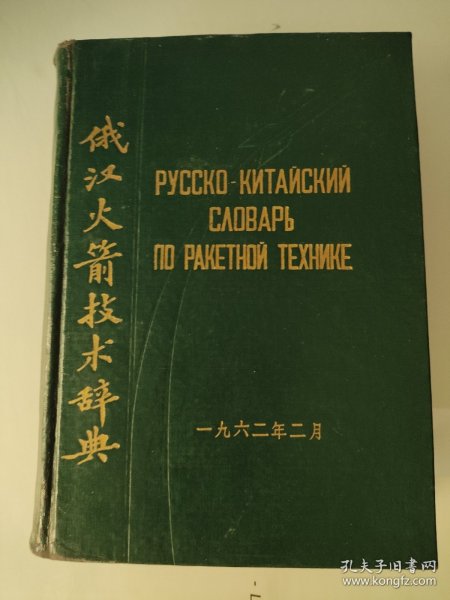 俄汉火箭技术辞典
РУССКО-КИТАЙСКИЙ
СЛОВАРЬ
ПО РАКЕТНОЙ ТЕХНИКЕ
一九六二年二月
孔夫子旧书网
www.kongfz.com